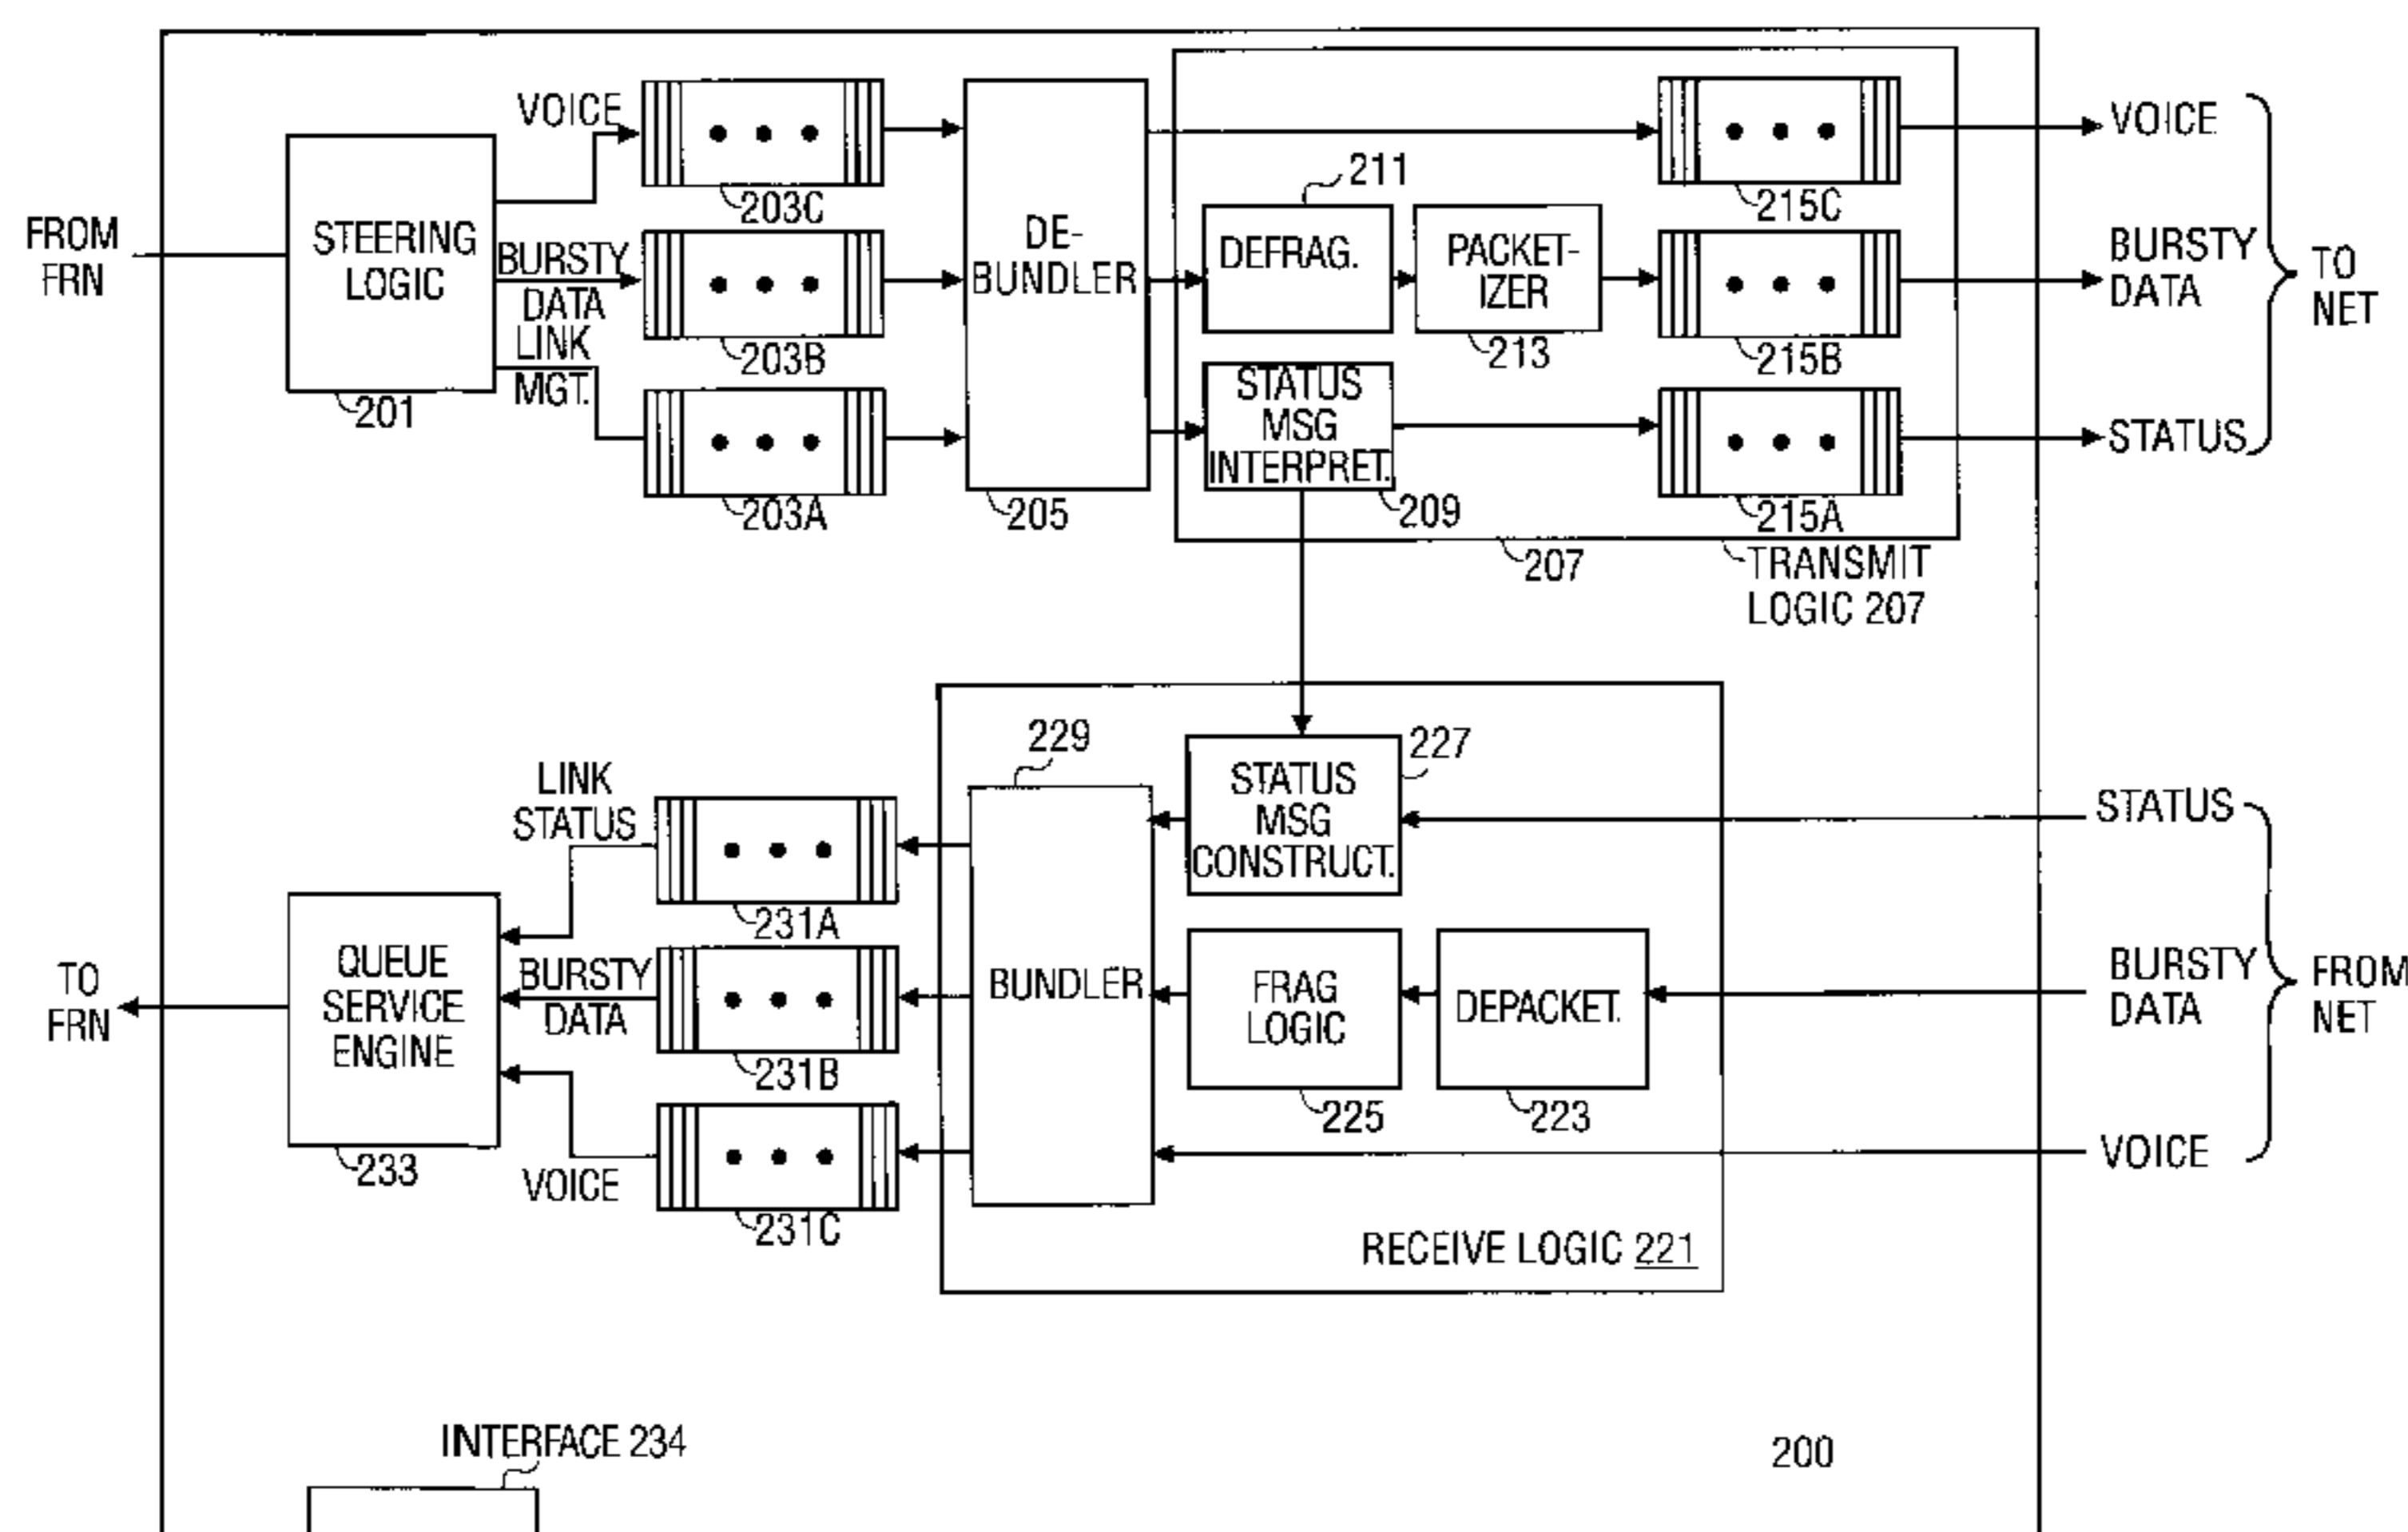 FROM
FRN
STEERING
LOGIC
201
VOICE
BURSTY
DATA
LINK
MGT.
203C
203B
203A
DE-
BUNDLER
205
211
DEFRAG.
PACKET-
IZER
213
STATUS
MSG
INTERPRET.
209
215C
215B
215A
207
TRANSMIT
LOGIC 207
VOICE
BURSTY
DATA
STATUS
TO
NET
TO
FRN
QUEUE
SERVICE
ENGINE
233
LINK
STATUS
BURSTY
DATA
VOICE
231A
231B
231C
229
BUNDLER
227
STATUS
MSG
CONSTRUCT.
FRAG
LOGIC
225
DEPACKET.
223
RECEIVE LOGIC 221
STATUS
BURSTY
DATA
VOICE
FROM
NET
INTERFACE 234
200